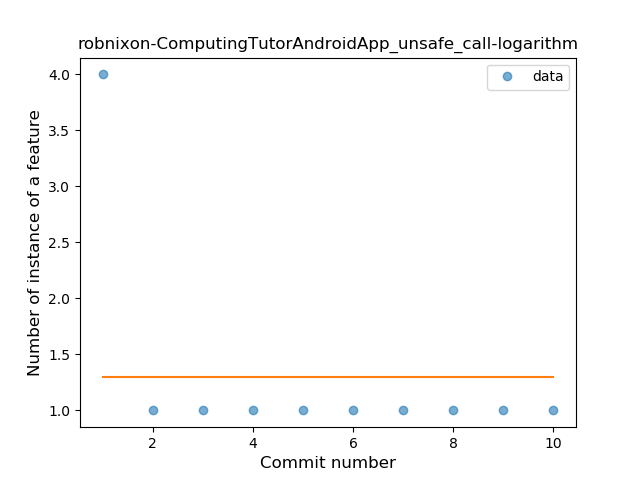 robnixon-ComputingTutorAndroidApp_unsafe_call-logarithm
data
Number of instance of a feature
4.0
3.5
3.0
2.5
2.0
1.5
1.0
2 4 6 8 10
Commit number